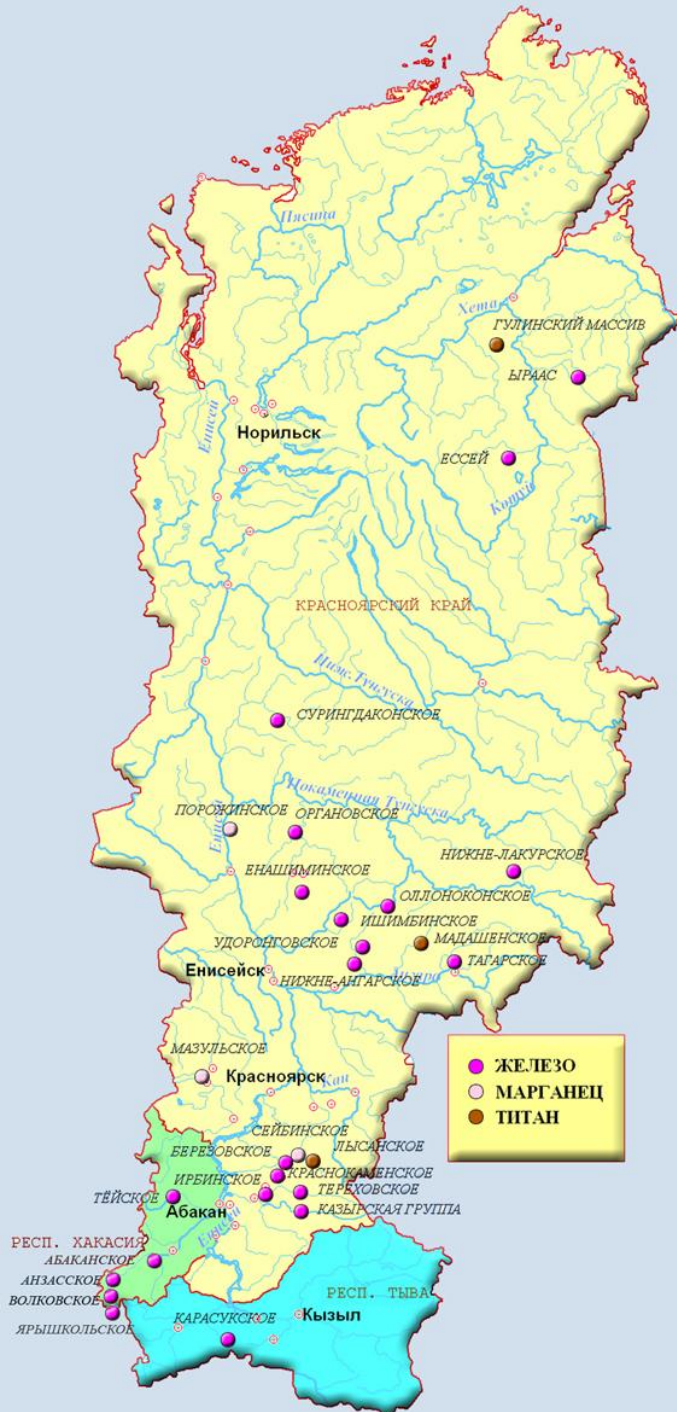 Пясина
Хета
ГУЛИНСКИЙ МАССИВ
ЫРААС
Енисей
Норильск
ЕССЕЙ
Котуй
КРАСНОЯРСКИЙ КРАЙ
Ниж. Тунгуска
СУРИНГДАКОНСКОЕ
Покаменная Тунгуска
ПОРОЖИНСКОЕ
ОРГАНОВСКОЕ
Енисей
НИЖНЕ-ЛАКУРСКОЕ
ЕНАШИМИНСКОЕ
ОЛЛОНОКОНСКОЕ
ИШИМБИНСКОЕ
УДОРОНГОВСКОЕ
МАДАШЕНСКОЕ
ТАГАРСКОЕ
Енисейск
НИЖНЕ-АНГАРСКОЕ
Ангара
МАЗУЛЬСКОЕ
Красноярск
Кан
ЖЕЛЕЗО
МАРГАНЕЦ
ТИТАН
СЕЙБИНСКОЕ
БЕРЕЗОВСКОЕ
ЛЫСАНСКОЕ
КРАСНОКАМЕНСКОЕ
ИРБИНСКОЕ
ТЕРЕХОВСКОЕ
ТЁЙСКОЕ
Абакан
КАЗЫРСКАЯ ГРУППА
Енисей
РЕСП. ХАКАСИЯ
АБАКАНСКОЕ
АНЗАССКОЕ
ВОЛКОВСКОЕ
ЯРЫШКОЛЬСКОЕ
РЕСП. ТЫВА
КАРАСУКСКОЕ
Кызыл